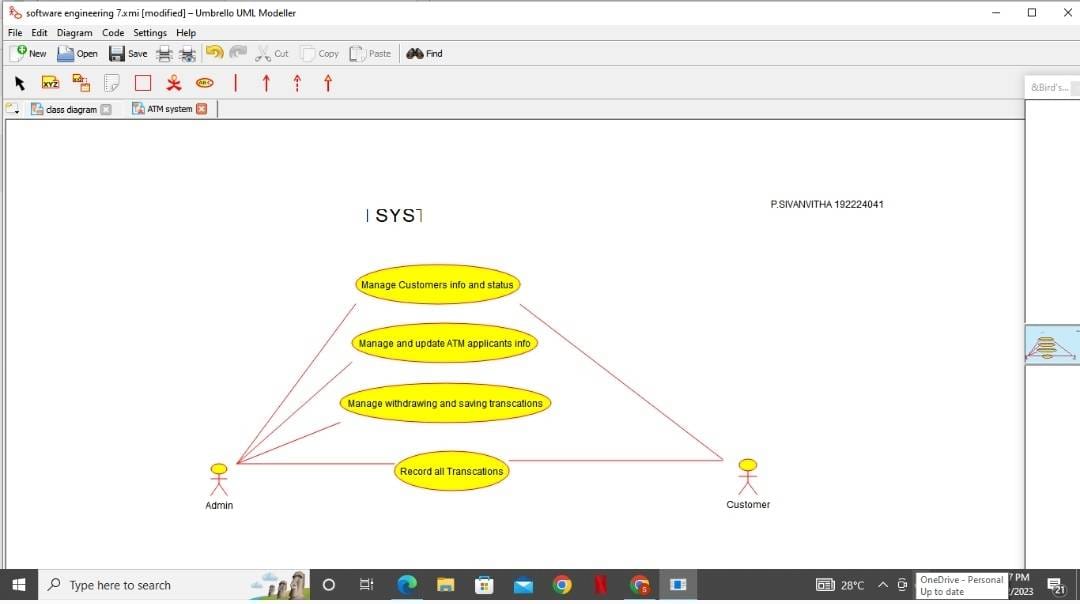 software engineering 7.xmi [modified] – Umbrello UML Modeller
File Edit Diagram Code Settings Help
New Open Save Cut Copy Paste Find
XYZ ABC
&Bird's...
class diagram ATM system
P.SIVANVITHA 192224041
SYST
Manage Customers info and status
Manage and update ATM applicants info
Manage withdrawing and saving transcations
Record all Transcations
Admin
Customer
Type here to search
28°C
OneDrive - Personal
Up to date
7 PM
/2023
21